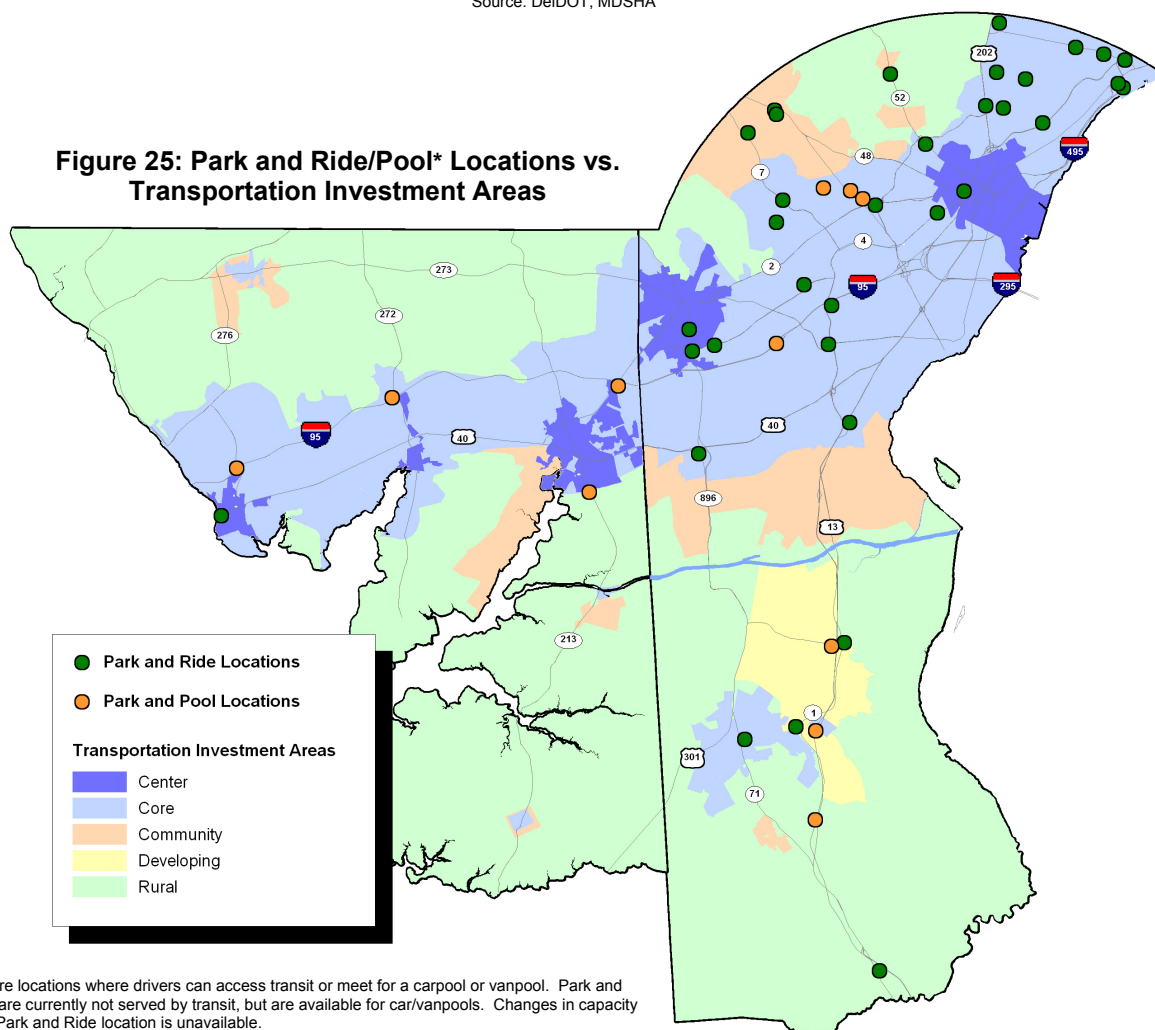 Source: DelDOT, MDSHA
Figure 25: Park and Ride/Pool* Locations vs.
Transportation Investment Areas
202
52
495
48
7
4
2
95
295
273
272
276
95
40
40
896
13
213
1
301
71
Park and Ride Locations
Park and Pool Locations
Transportation Investment Areas
Center
Core
Community
Developing
Rural
re locations where drivers can access transit or meet for a carpool or vanpool. Park and
are currently not served by transit, but are available for car/vanpools. Changes in capacity
Park and Ride location is unavailable.